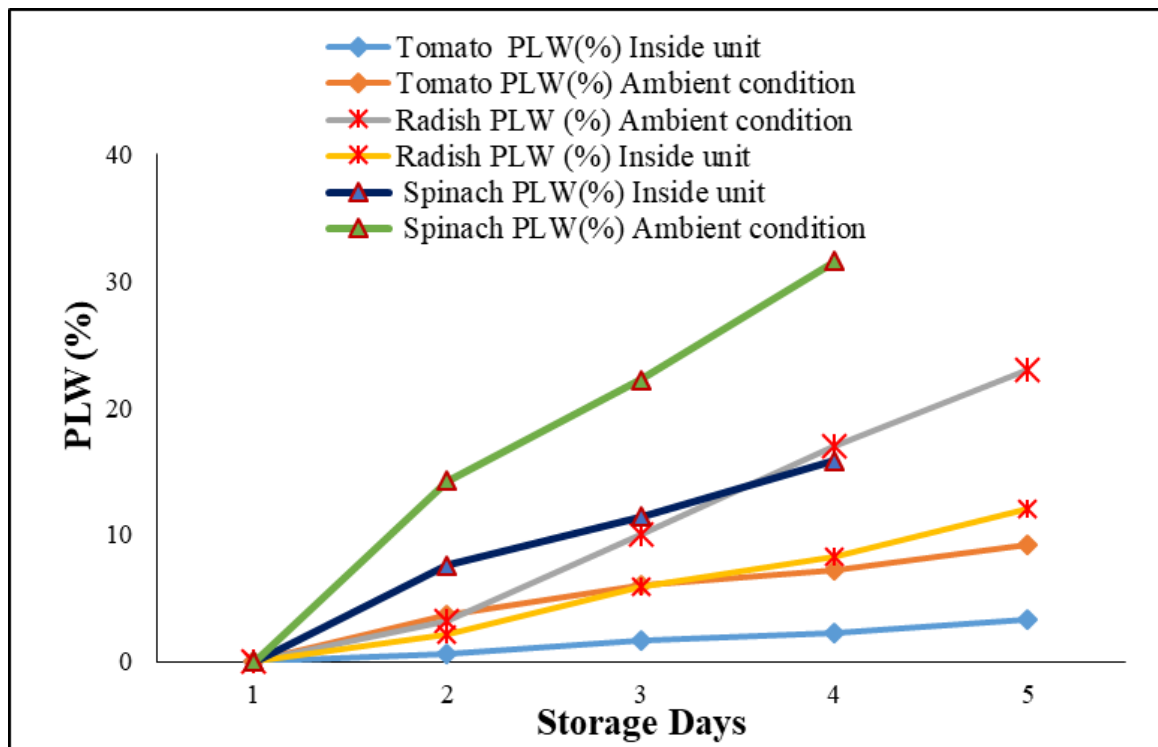 Tomato PLW(%) Inside unit
Tomato PLW(%) Ambient condition
Radish PLW (%) Ambient condition
Radish PLW (%) Inside unit
Spinach PLW(%) Inside unit
Spinach PLW(%) Ambient condition
40
30
20
10
0
PLW (%)
1 2 3 4 5
Storage Days